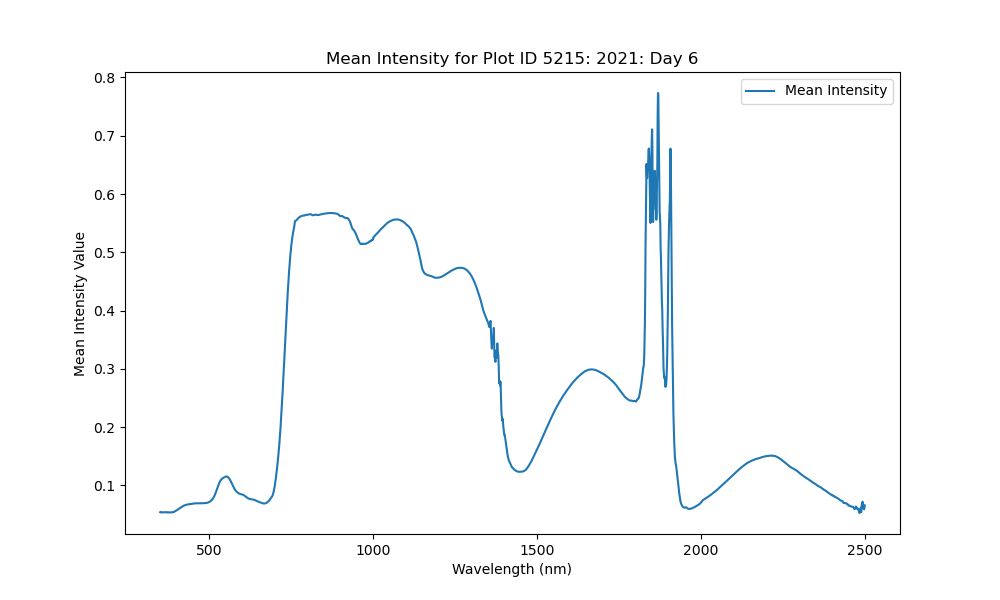 Mean Intensity for Plot ID 5215: 2021: Day 6
Mean Intensity
Mean Intensity Value
0.8
0.7
0.6
0.5
0.4
0.3
0.2
0.1
500 1000 1500 2000 2500
Wavelength (nm)